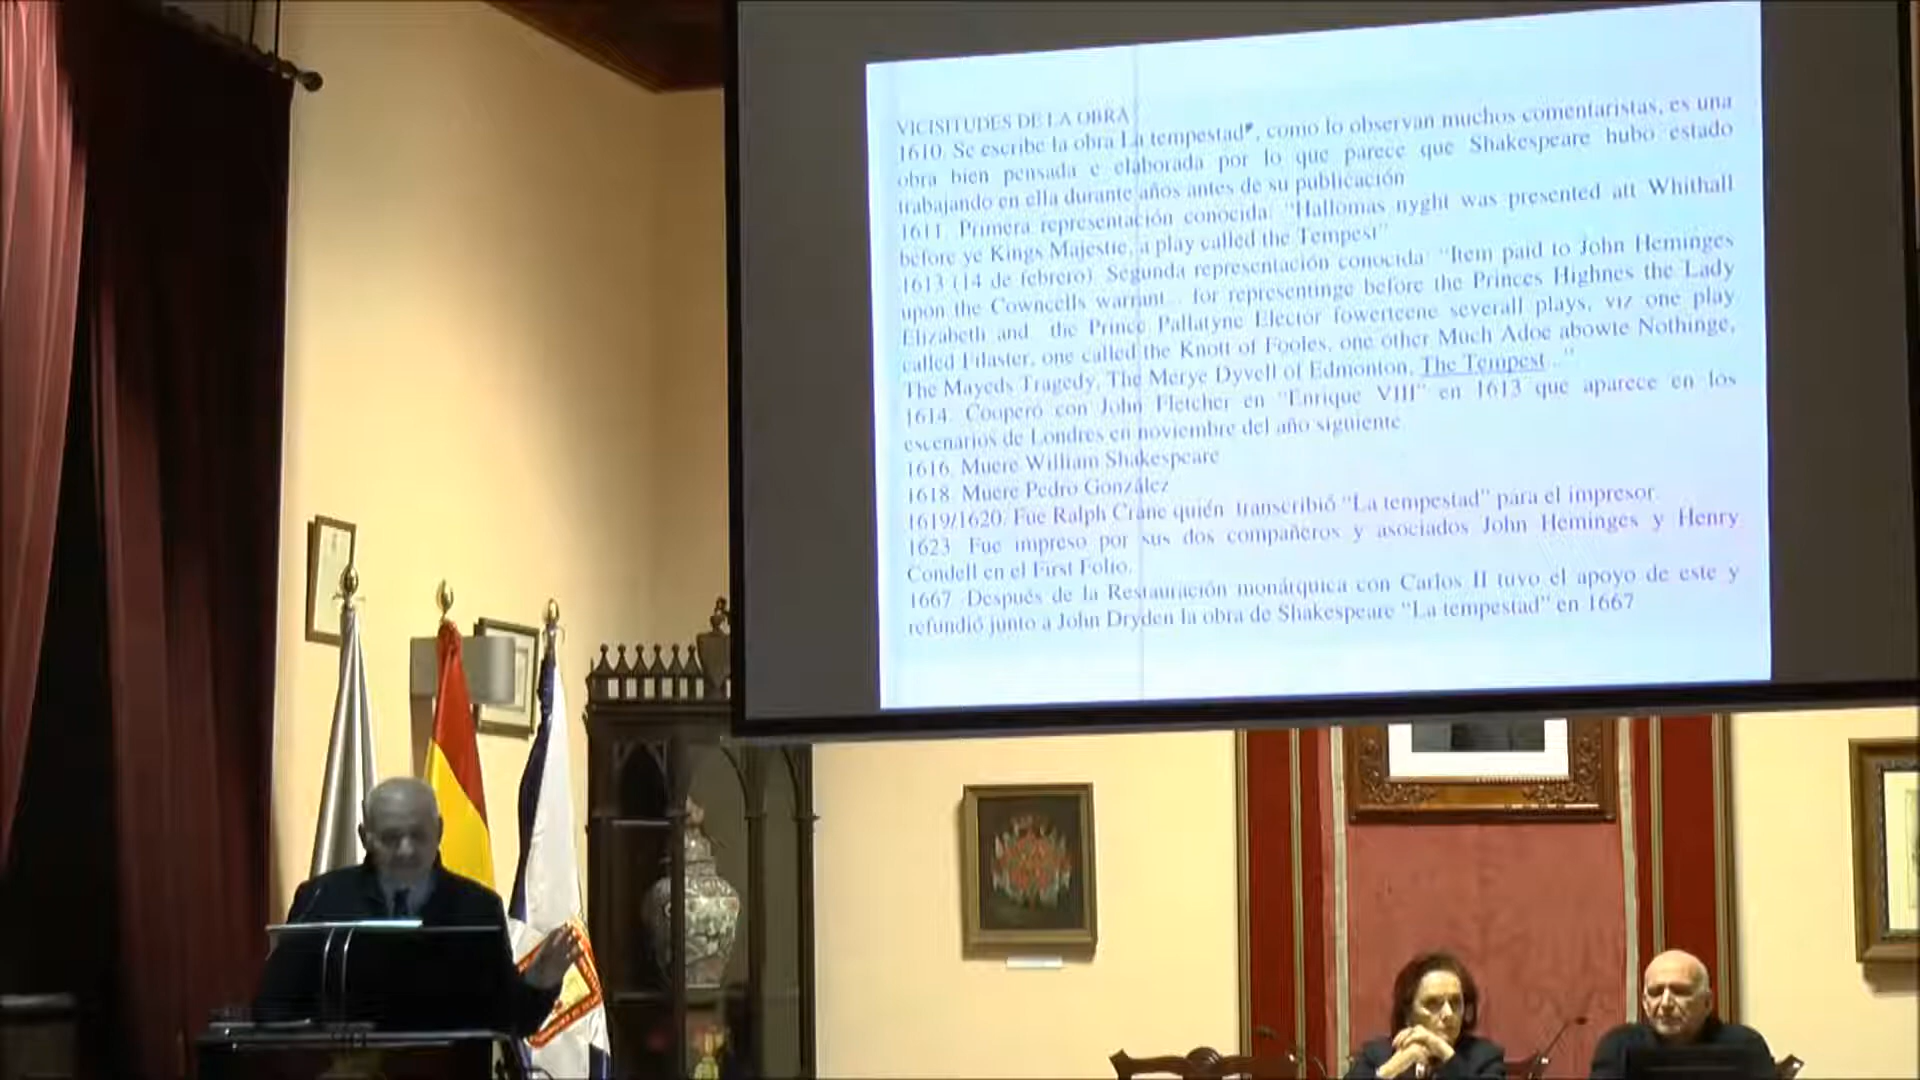 VICISITUDES DE LA OBRA
1610. Se escribe la obra La tempestad", como lo observan muchos comentaristas, es una
obra bien pensada e elaborada por lo que parece que Shakespeare hubo estado
trabajando en ella durante años antes de su publicación
1611. Primera representación conocida: "Hallomas nyght was presented att Whithall
before ye Kings Majestie, a play called the Tempest"
1613 (14 de febrero). Segunda representación conocida: "Item paid to John Heminges
upon the Cowncells warrant... for representinge before the Princes Highnes the Lady
Elizabeth and the Prince Pallatyne Elector fowerteene severall plays, viz one play
called Filaster, one called the Knott of Fooles, one other Much Adoe abowte Nothinge,
The Mayeds Tragedy, The Merye Dyvell of Edmonton, The Tempest..."
1614. Cooperó con John Fletcher en "Enrique VIII" en 1613 que aparece en los
escenarios de Londres en noviembre del año siguiente
1616. Muere William Shakespeare
1618. Muere Pedro González
1619/1620. Fue Ralph Crane quién transcribió "La tempestad" para el impresor
1623. Fue impreso por sus dos compañeros y asociados John Heminges y Henry
Condell en el First Folio.
1667. Después de la Restauración monárquica con Carlos II tuvo el apoyo de este y
refundió junto a John Dryden la obra de Shakespeare "La tempestad" en 1667